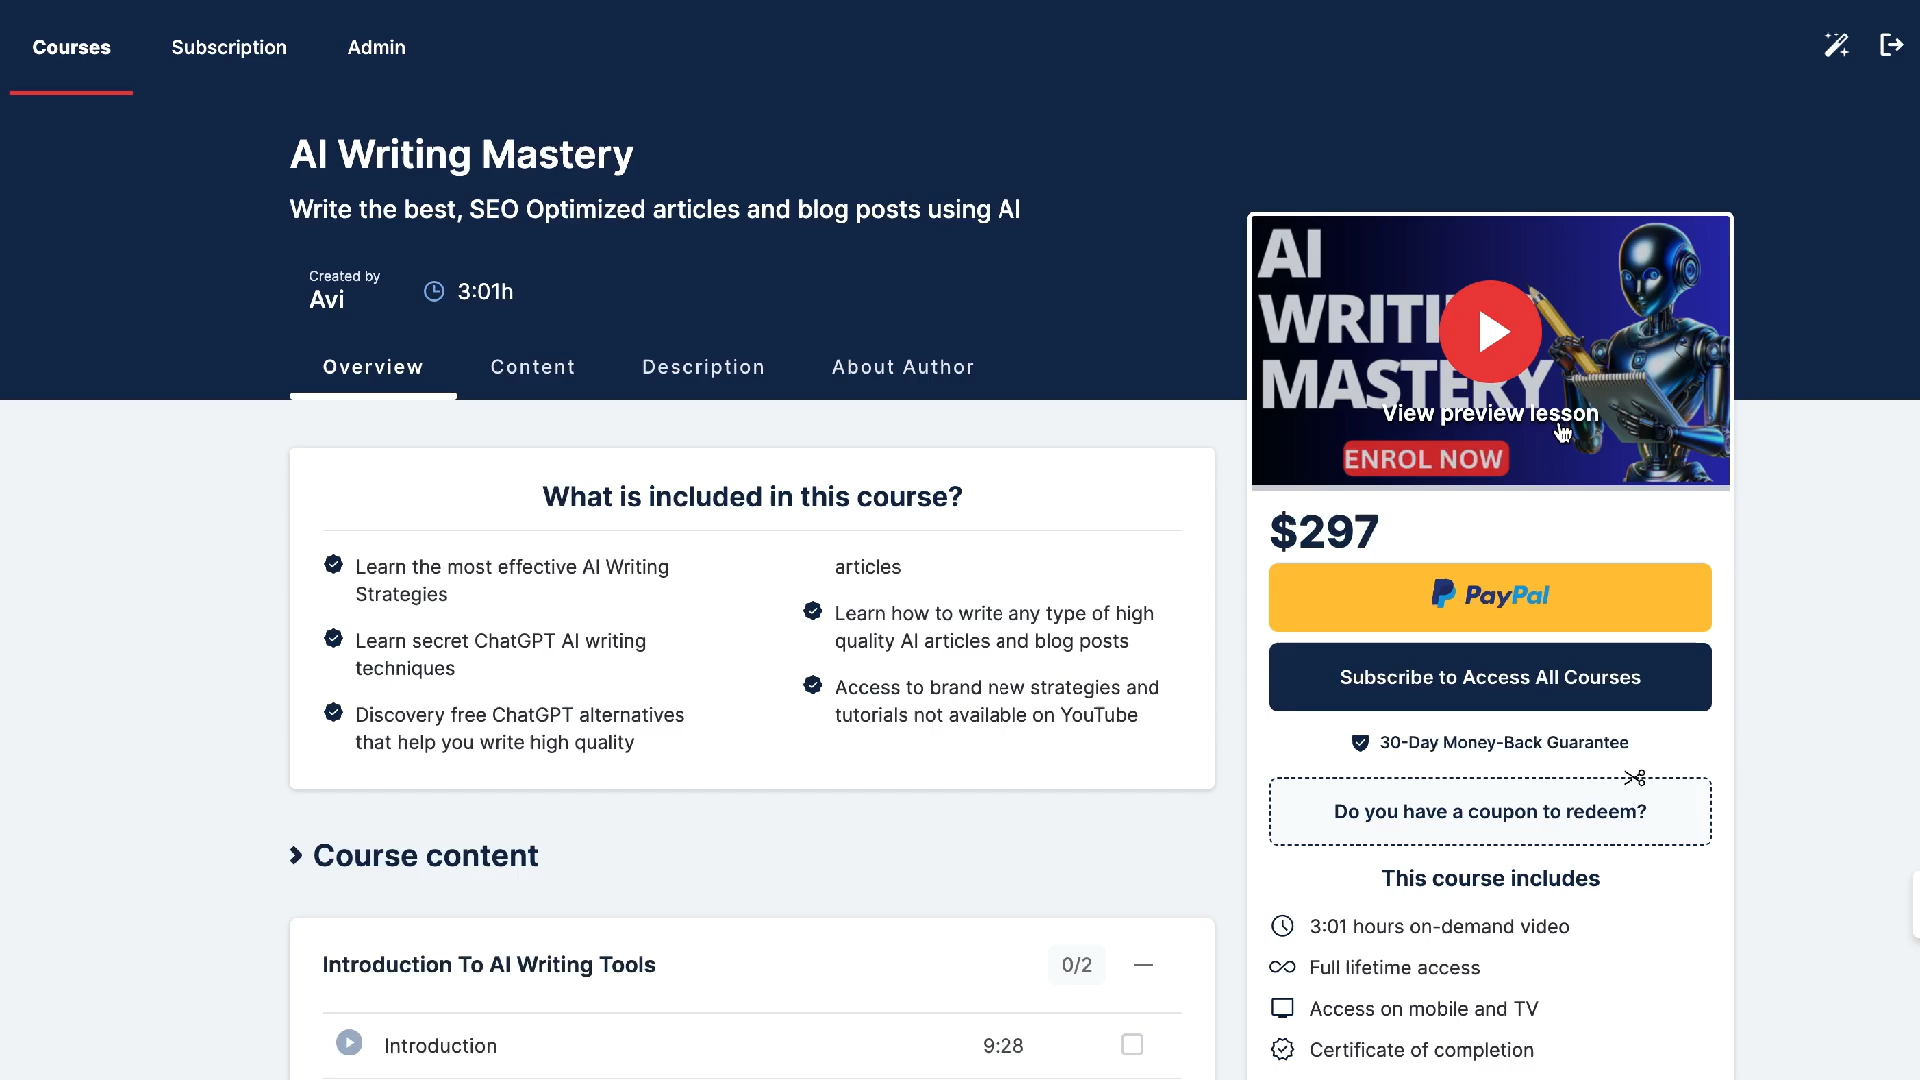 Courses
Subscription
Admin
AI Writing Mastery
Write the best, SEO Optimized articles and blog posts using AI
Created by
Avi
3:01h
Overview
Content
Description
About Author
AI
WRITI
MASTERY
View preview lesson
ENROL NOW
What is included in this course?
Learn the most effective AI Writing
Strategies
Learn secret ChatGPT AI writing
techniques
Discovery free ChatGPT alternatives
that help you write high quality
articles
Learn how to write any type of high
quality AI articles and blog posts
Access to brand new strategies and
tutorials not available on YouTube
$297
PayPal
Subscribe to Access All Courses
30-Day Money-Back Guarantee
Do you have a coupon to redeem?
This course includes
3:01 hours on-demand video
Full lifetime access
Access on mobile and TV
Certificate of completion
Course content
Introduction To AI Writing Tools
0/2
Introduction
9:28